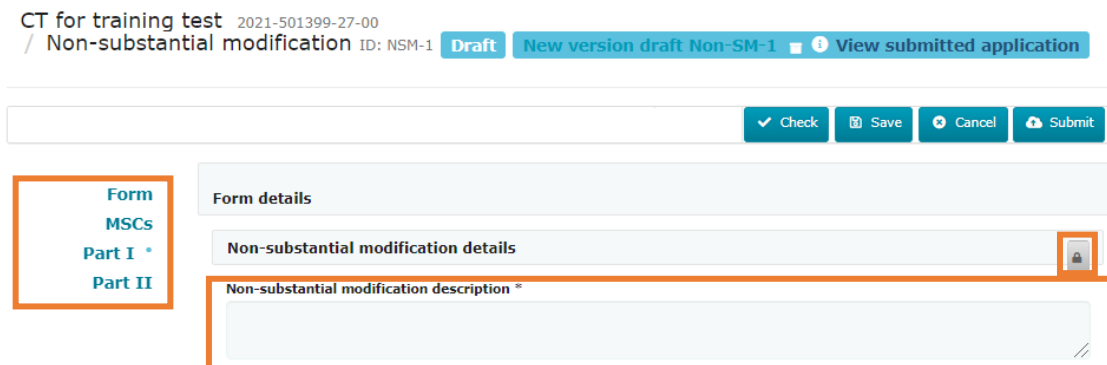 CT for training test 2021-501399-27-00
/ Non-substantial modification ID: NSM-1 Draft New version draft Non-SM-1 View submitted application
Check Save Cancel Submit
Form
MSCs
Part I
Part II
Form details
Non-substantial modification details
Non-substantial modification description *